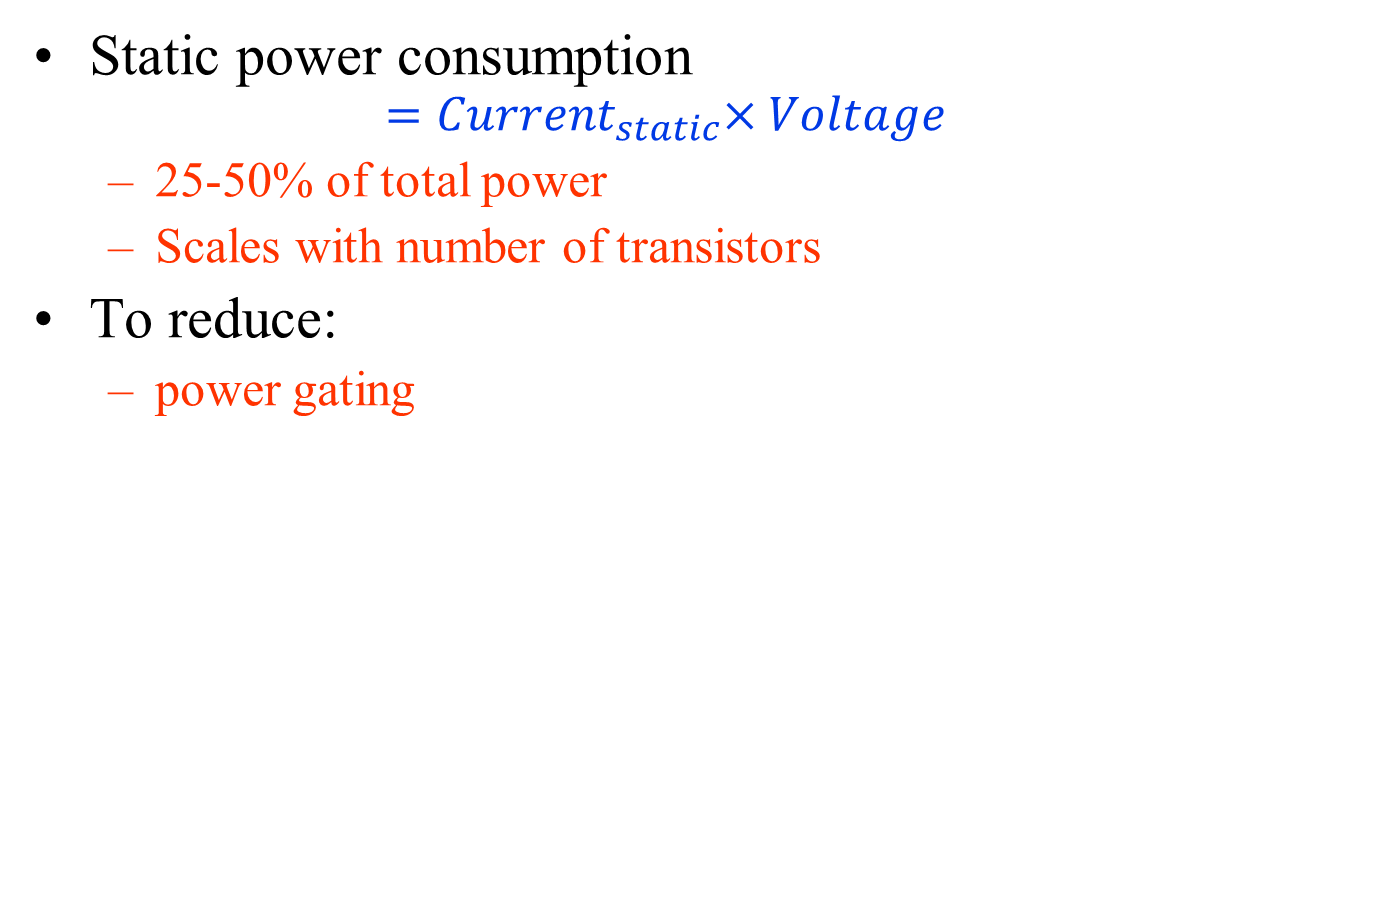 • Static power consumption
= Current_static × Voltage
– 25-50% of total power
– Scales with number of transistors
• To reduce:
– power gating